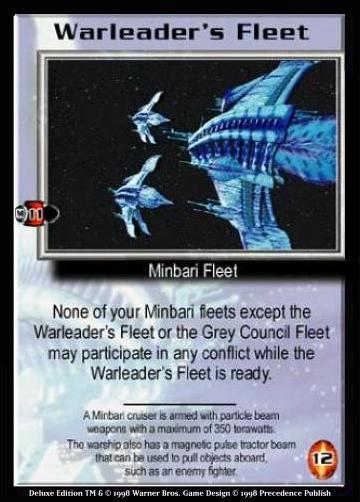 Warleader's Fleet
M 11
Minbari Fleet
None of your Minbari fleets except the
Warleader's Fleet or the Grey Council Fleet
may participate in any conflict while the
Warleader's Fleet is ready.
A Minbari cruiser is armed with particle beam
weapons with a maximum of 350 terawatts.
The warship also has a magnetic pulse tractor beam
that can be used to pull objects aboard,
such as an enemy fighter.
12
Deluxe Edition TM & © 1998 Warner Bros. Game Design © 1998 Precedence Publish